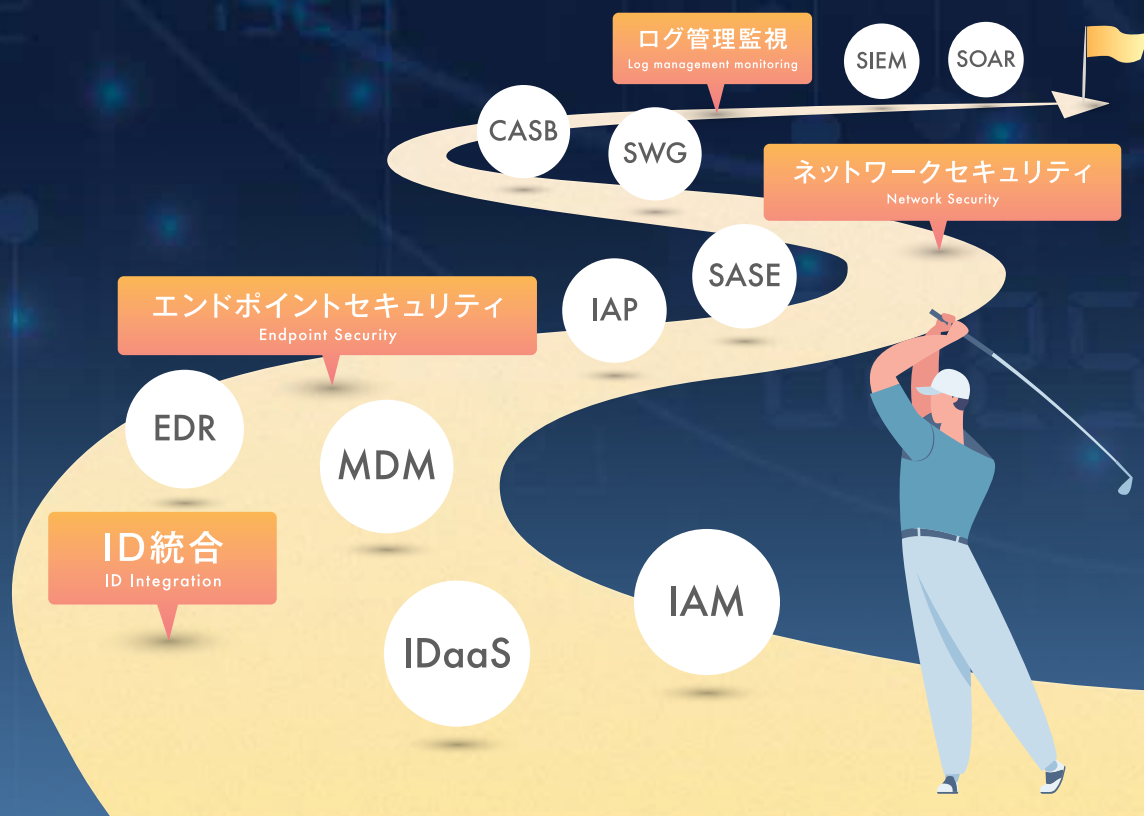 ログ管理監視
Log management monitoring
SIEM
SOAR
CASB
SWG
ネットワークセキュリティ
Network Security
SASE
IAP
エンドポイントセキュリティ
Endpoint Security
EDR
MDM
ID統合
ID Integration
IAM
IDaaS